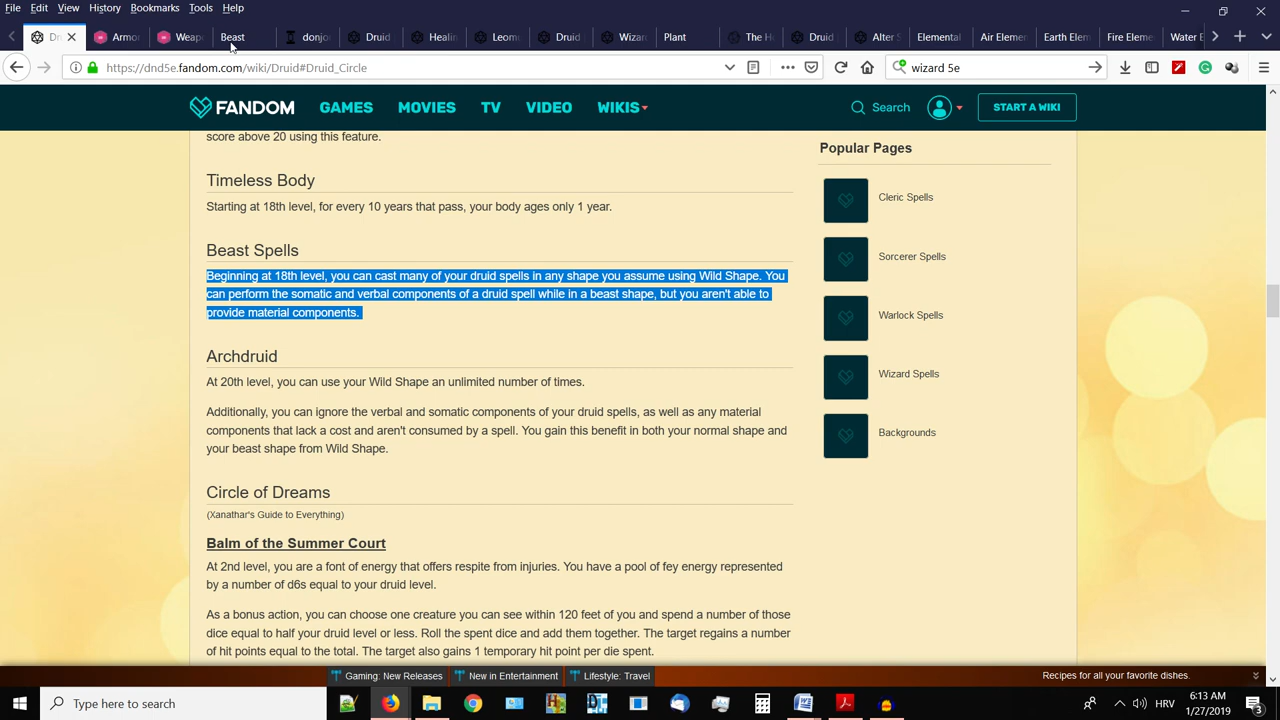 File Edit View History Bookmarks Tools Help
Dr Armo Weapo Beast donjo Druid Healin Leomu Druid Wizar Plant The H Druid Alter S Elemental Air Elemen Earth Elem Fire Eleme Water E
https://dnd5e.fandom.com/wiki/Druid#Druid_Circle
wizard 5e
FANDOM GAMES MOVIES TV VIDEO WIKIS Search START A WIKI
score above 20 using this feature.
Timeless Body
Starting at 18th level, for every 10 years that pass, your body ages only 1 year.
Beast Spells
Beginning at 18th level, you can cast many of your druid spells in any shape you assume using Wild Shape. You
can perform the somatic and verbal components of a druid spell while in a beast shape, but you aren't able to
provide material components.
Archdruid
At 20th level, you can use your Wild Shape an unlimited number of times.
Additionally, you can ignore the verbal and somatic components of your druid spells, as well as any material
components that lack a cost and aren't consumed by a spell. You gain this benefit in both your normal shape and
your beast shape from Wild Shape.
Circle of Dreams
(Xanathar's Guide to Everything)
Balm of the Summer Court
At 2nd level, you are a font of energy that offers respite from injuries. You have a pool of fey energy represented
by a number of d6s equal to your druid level.
As a bonus action, you can choose one creature you can see within 120 feet of you and spend a number of those
dice equal to half your druid level or less. Roll the spent dice and add them together. The target regains a number
of hit points equal to the total. The target also gains 1 temporary hit point per die spent.
Popular Pages
Cleric Spells
Sorcerer Spells
Warlock Spells
Wizard Spells
Backgrounds
Gaming: New Releases New in Entertainment Lifestyle: Travel Recipes for all your favorite dishes.
Type here to search
HRV
6:13 AM
1/27/2019
3